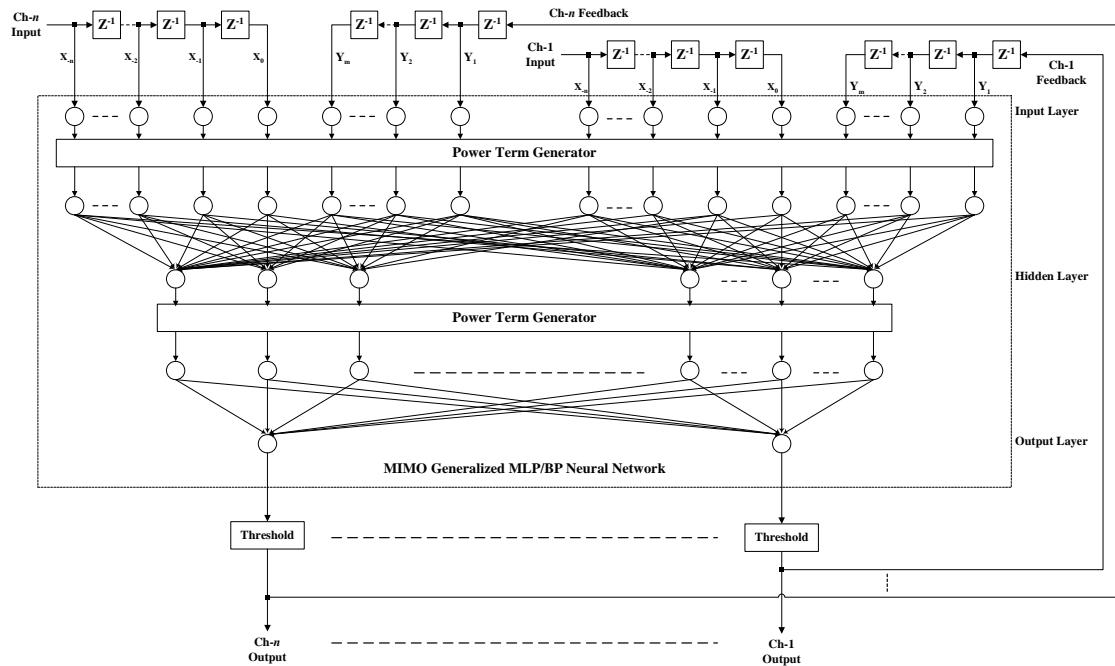 Ch-n
Input
Z-1
Z-1
Z-1
Z-1
Z-1
Z-1
Ch-n Feedback
X-n
X-2
X-1
X0
Ym
Y2
Y1
Ch-1
Input
Z-1
Z-1
Z-1
Z-1
Z-1
Z-1
Ch-1
Feedback
X-n
X-2
X-1
X0
Ym
Y2
Y1
Input Layer
Power Term Generator
Hidden Layer
Power Term Generator
Output Layer
MIMO Generalized MLP/BP Neural Network
Threshold
Threshold
Ch-n
Output
Ch-1
Output